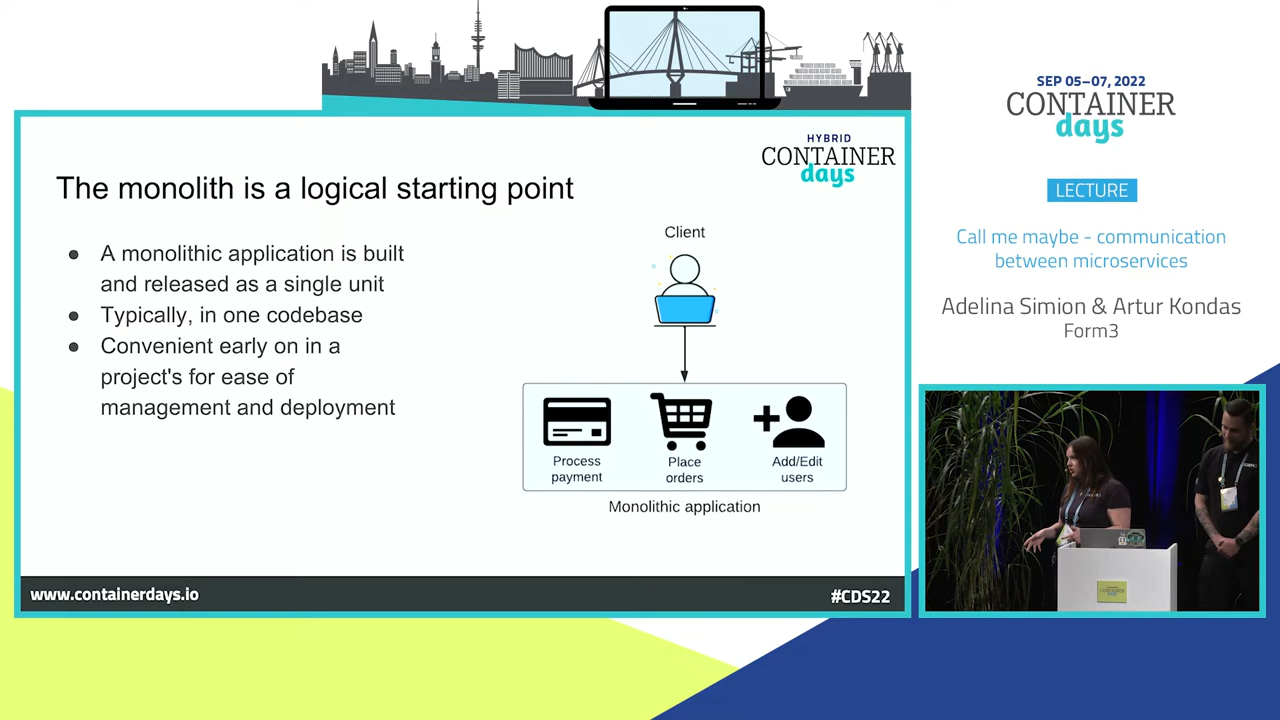 HYBRID
CONTAINER
days
The monolith is a logical starting point
● A monolithic application is built
and released as a single unit
● Typically, in one codebase
● Convenient early on in a
project's for ease of
management and deployment
Client
Process
payment
Place
orders
Add/Edit
users
Monolithic application
www.containerdays.io
#CDS22
SEP 05–07, 2022
CONTAINER
days
LECTURE
Call me maybe - communication
between microservices
Adelina Simion & Artur Kondas
Form3